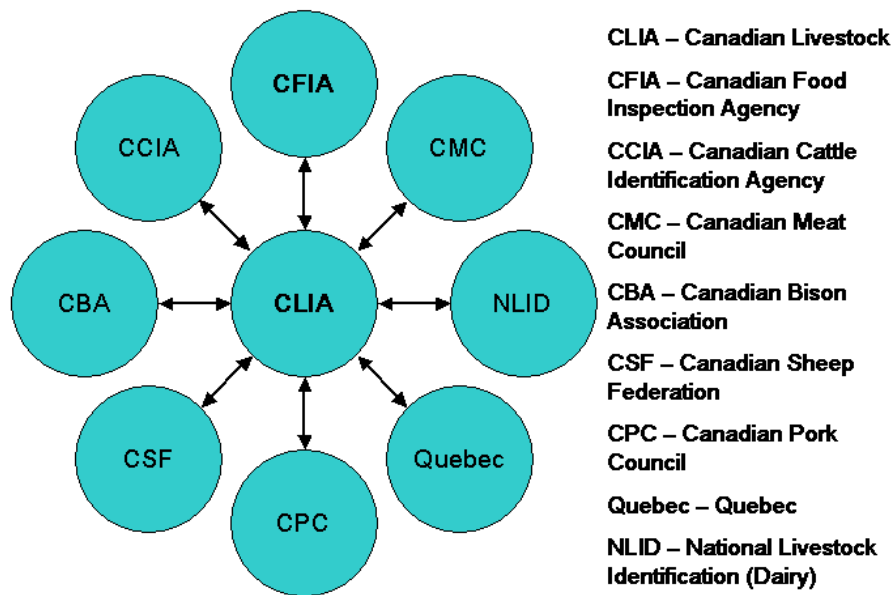 CFIA
CCIA
CMC
CBA
CLIA
NLID
CSF
Quebec
CPC
CLIA – Canadian Livestock
CFIA – Canadian Food
Inspection Agency
CCIA – Canadian Cattle
Identification Agency
CMC – Canadian Meat
Council
CBA – Canadian Bison
Association
CSF – Canadian Sheep
Federation
CPC – Canadian Pork
Council
Quebec – Quebec
NLID – National Livestock
Identification (Dairy)